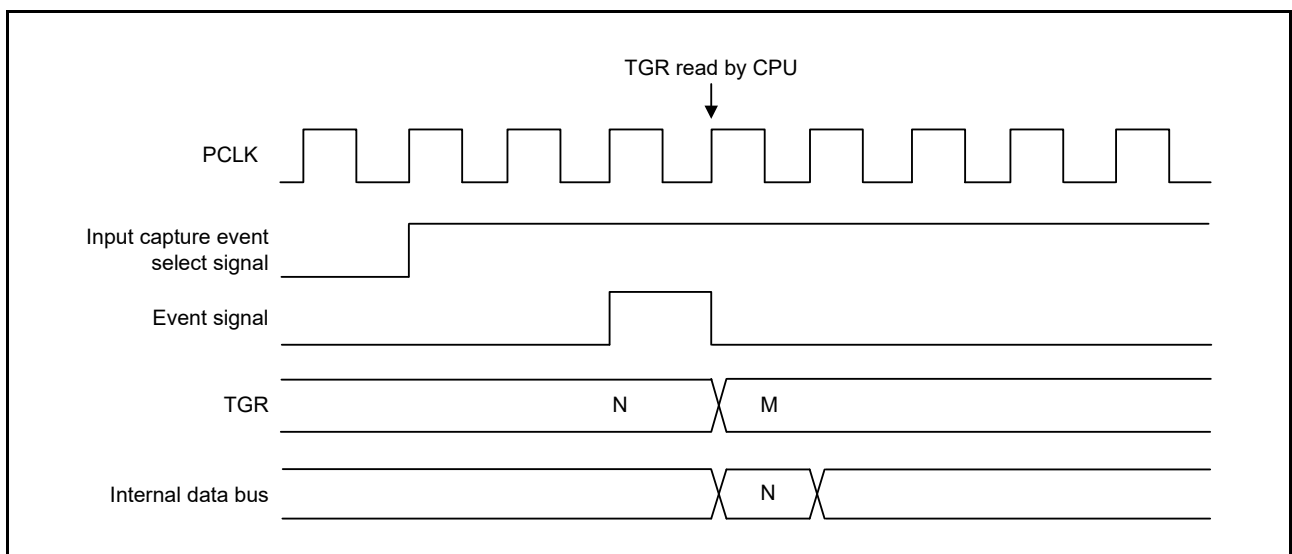 TGR read by CPU
PCLK
Input capture event
select signal
Event signal
TGR
N
M
Internal data bus
N